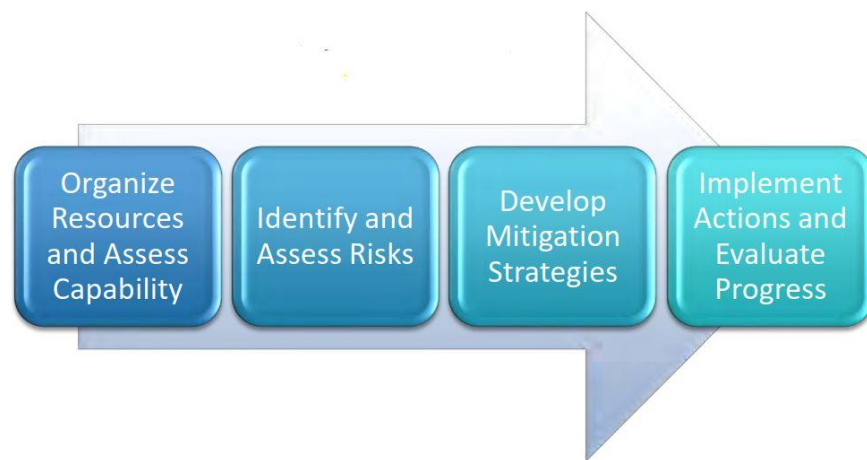 Organize
Resources
and Assess
Capability
Identify and
Assess Risks
Develop
Mitigation
Strategies
Implement
Actions and
Evaluate
Progress